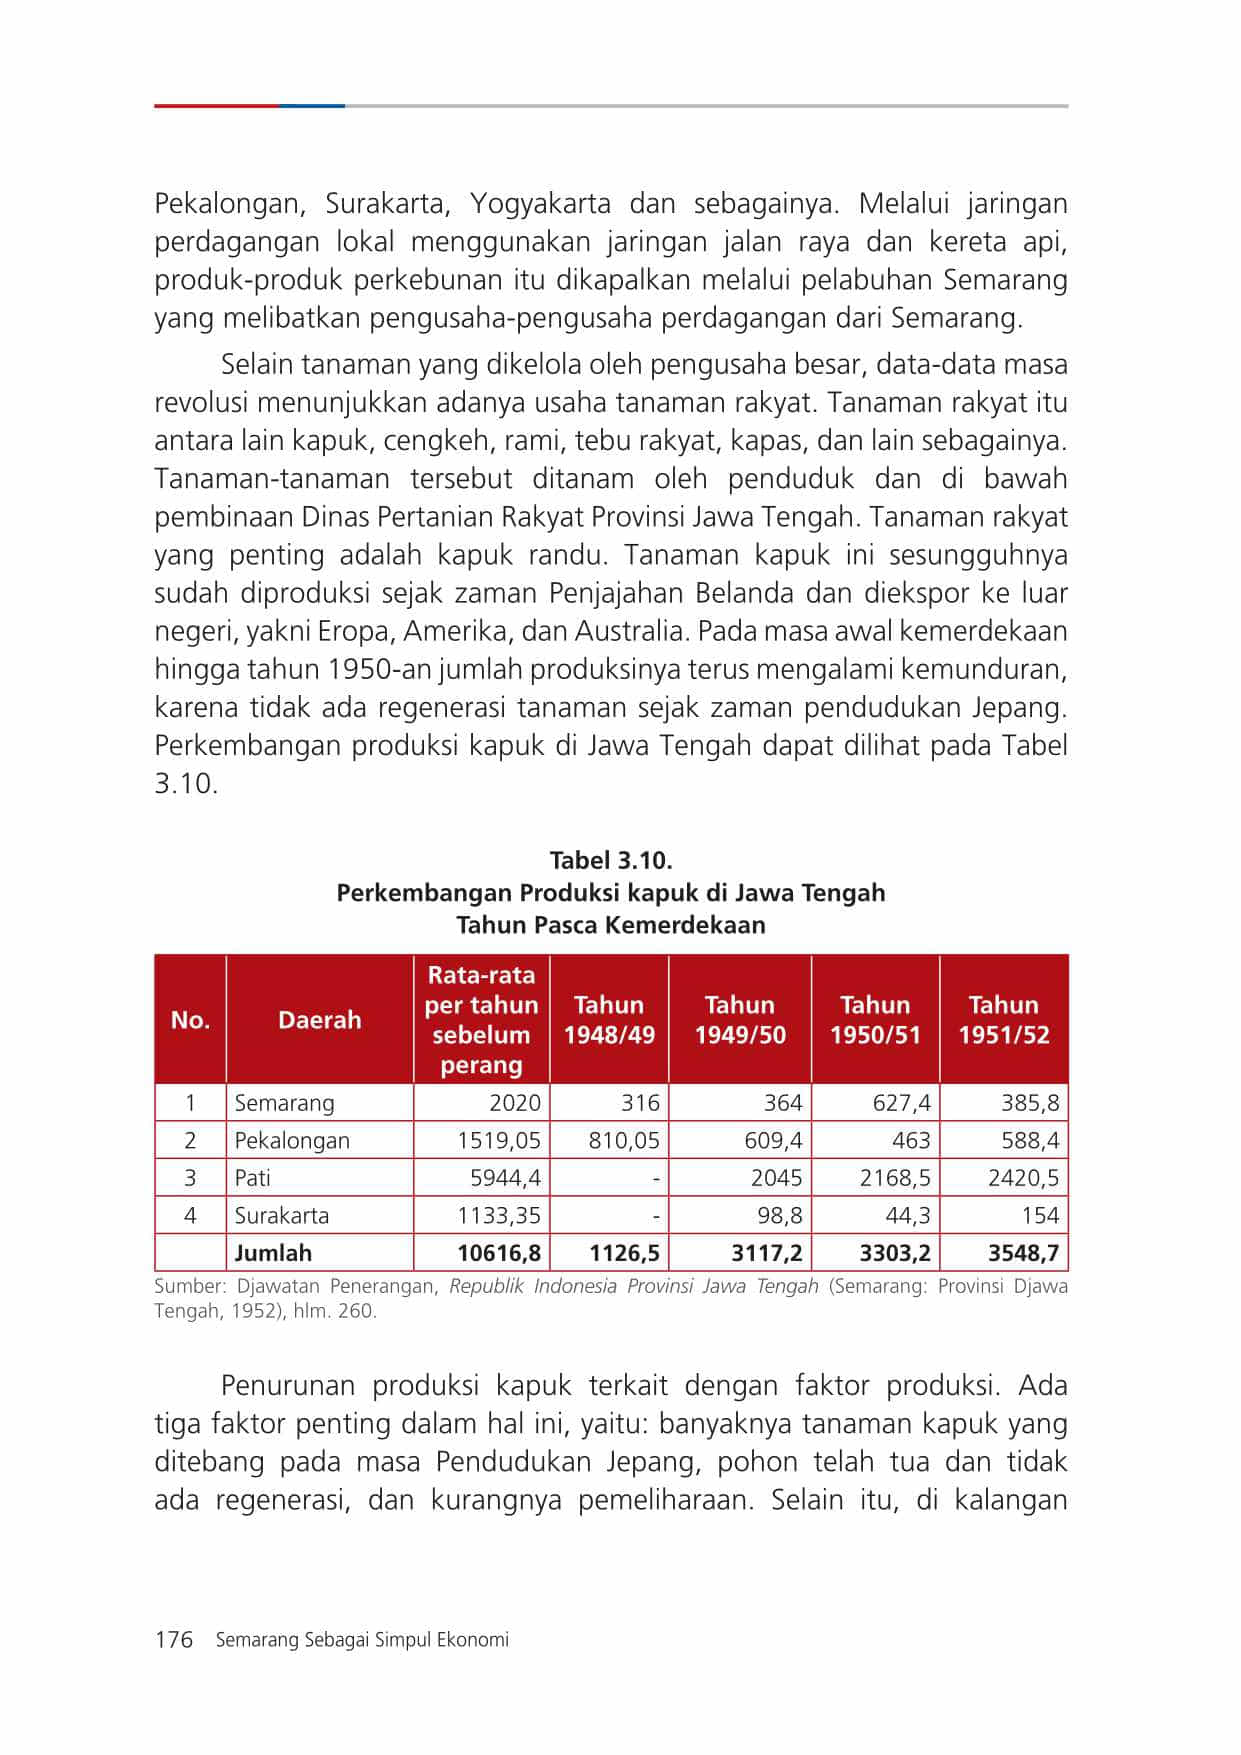 Pekalongan, Surakarta, Yogyakarta dan sebagainya. Melalui jaringan
perdagangan lokal menggunakan jaringan jalan raya dan kereta api,
produk-produk perkebunan itu dikapalkan melalui pelabuhan Semarang
yang melibatkan pengusaha-pengusaha perdagangan dari Semarang.
Selain tanaman yang dikelola oleh pengusaha besar, data-data masa
revolusi menunjukkan adanya usaha tanaman rakyat. Tanaman rakyat itu
antara lain kapuk, cengkeh, rami, tebu rakyat, kapas, dan lain sebagainya.
Tanaman-tanaman tersebut ditanam oleh penduduk dan di bawah
pembinaan Dinas Pertanian Rakyat Provinsi Jawa Tengah. Tanaman rakyat
yang penting adalah kapuk randu. Tanaman kapuk ini sesungguhnya
sudah diproduksi sejak zaman Penjajahan Belanda dan diekspor ke luar
negeri, yakni Eropa, Amerika, dan Australia. Pada masa awal kemerdekaan
hingga tahun 1950-an jumlah produksinya terus mengalami kemunduran,
karena tidak ada regenerasi tanaman sejak zaman pendudukan Jepang.
Perkembangan produksi kapuk di Jawa Tengah dapat dilihat pada Tabel
3.10.
Tabel 3.10.
Perkembangan Produksi kapuk di Jawa Tengah
Tahun Pasca Kemerdekaan
No. Daerah Rata-rata per tahun sebelum perang Tahun 1948/49 Tahun 1949/50 Tahun 1950/51 Tahun 1951/52
1 Semarang 2020 316 364 627,4 385,8
2 Pekalongan 1519,05 810,05 609,4 463 588,4
3 Pati 5944,4 - 2045 2168,5 2420,5
4 Surakarta 1133,35 - 98,8 44,3 154
Jumlah 10616,8 1126,5 3117,2 3303,2 3548,7
Sumber: Djawatan Penerangan, Republik Indonesia Provinsi Jawa Tengah (Semarang: Provinsi Djawa
Tengah, 1952), hlm. 260.
Penurunan produksi kapuk terkait dengan faktor produksi. Ada
tiga faktor penting dalam hal ini, yaitu: banyaknya tanaman kapuk yang
ditebang pada masa Pendudukan Jepang, pohon telah tua dan tidak
ada regenerasi, dan kurangnya pemeliharaan. Selain itu, di kalangan
176 Semarang Sebagai Simpul Ekonomi